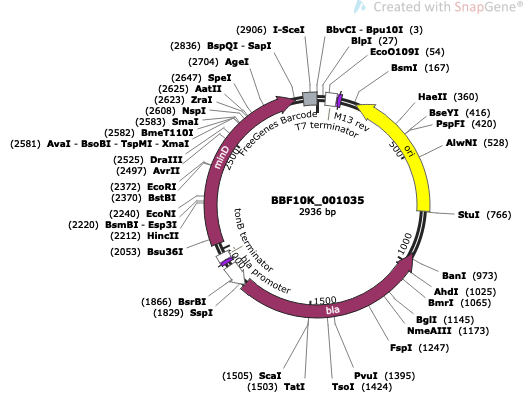 Created with SnapGene®
(2906) I-SceI
BbvCI - Bpu10I (3)
BlpI (27)
EcoO109I (54)
BsmI (167)
(2836) BspQI - SapI
(2704) AgeI
(2647) SpeI
(2625) AatII
(2623) ZraI
(2608) NspI
(2583) SmaI
(2582) BmeT110I
(2581) AvaI - BsoBI - TspMI - XmaI
(2525) DraIII
(2497) AvrII
(2372) EcoRI
(2370) BstBI
(2240) EcoNI
(2220) BsmBI - Esp3I
(2212) HincII
(2053) Bsu36I
(1866) BsrBI
(1829) SspI
HaeII (360)
BseYI (416)
PspFI (420)
AlwNI (528)
StuI (766)
BanI (973)
AhdI (1025)
BmrI (1065)
BglI (1145)
NmeAIII (1173)
FspI (1247)
PvuI (1395)
TsoI (1424)
(1505) ScaI
(1503) TatI
FreeGenes Barcode
T7 terminator
M13 rev
ori
minD
tonB terminator
bla promoter
bla
500
1000
1500
2500
BBF10K_001035
2936 bp